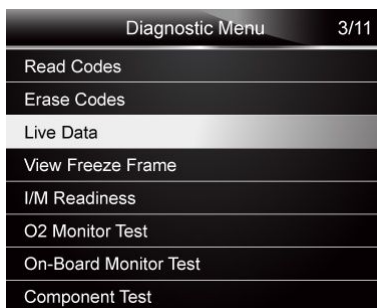 Diagnostic Menu 3/11
Read Codes
Erase Codes
Live Data
View Freeze Frame
I/M Readiness
O2 Monitor Test
On-Board Monitor Test
Component Test